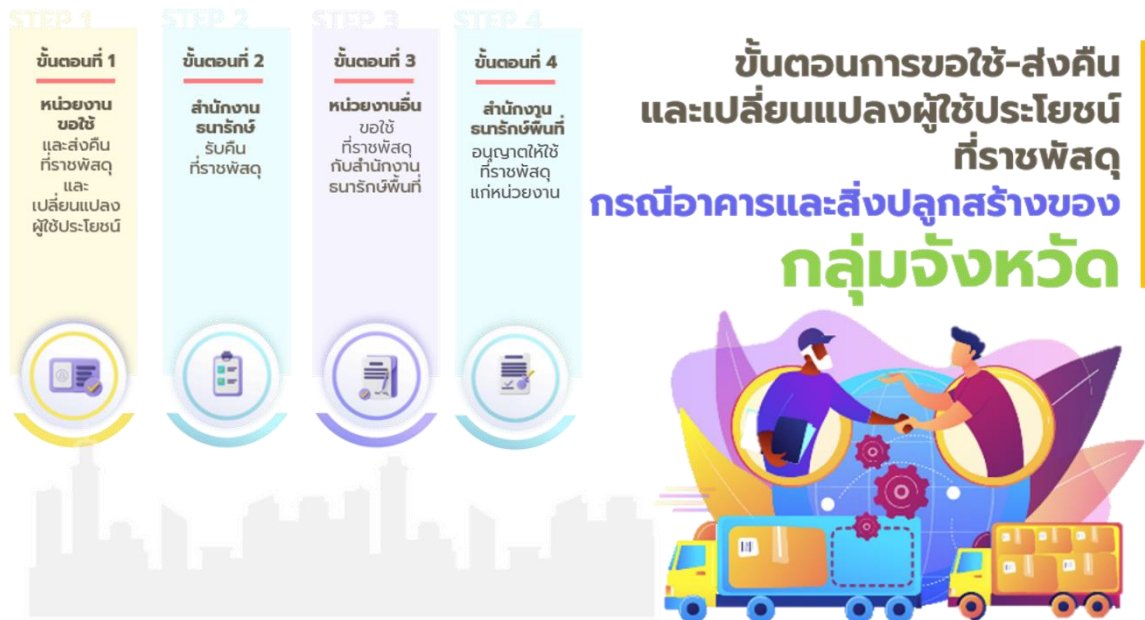 STEP 1
ขั้นตอนที่ 1
หน่วยงาน
ขอใช้
และส่งคืน
ที่ราชพัสดุ
และ
เปลี่ยนแปลง
ผู้ใช้ประโยชน์
STEP 2
ขั้นตอนที่ 2
สำนักงาน
ธนารักษ์
รับคืน
ที่ราชพัสดุ
STEP 3
ขั้นตอนที่ 3
หน่วยงานอื่น
ขอใช้
ที่ราชพัสดุ
กับสำนักงาน
ธนารักษ์พื้นที่
STEP 4
ขั้นตอนที่ 4
สำนักงาน
ธนารักษ์พื้นที่
อนุญาตให้ใช้
ที่ราชพัสดุ
แก่หน่วยงาน
ขั้นตอนการขอใช้-ส่งคืน
และเปลี่ยนแปลงผู้ใช้ประโยชน์
ที่ราชพัสดุ
กรณีอาคารและสิ่งปลูกสร้างของ
กลุ่มจังหวัด